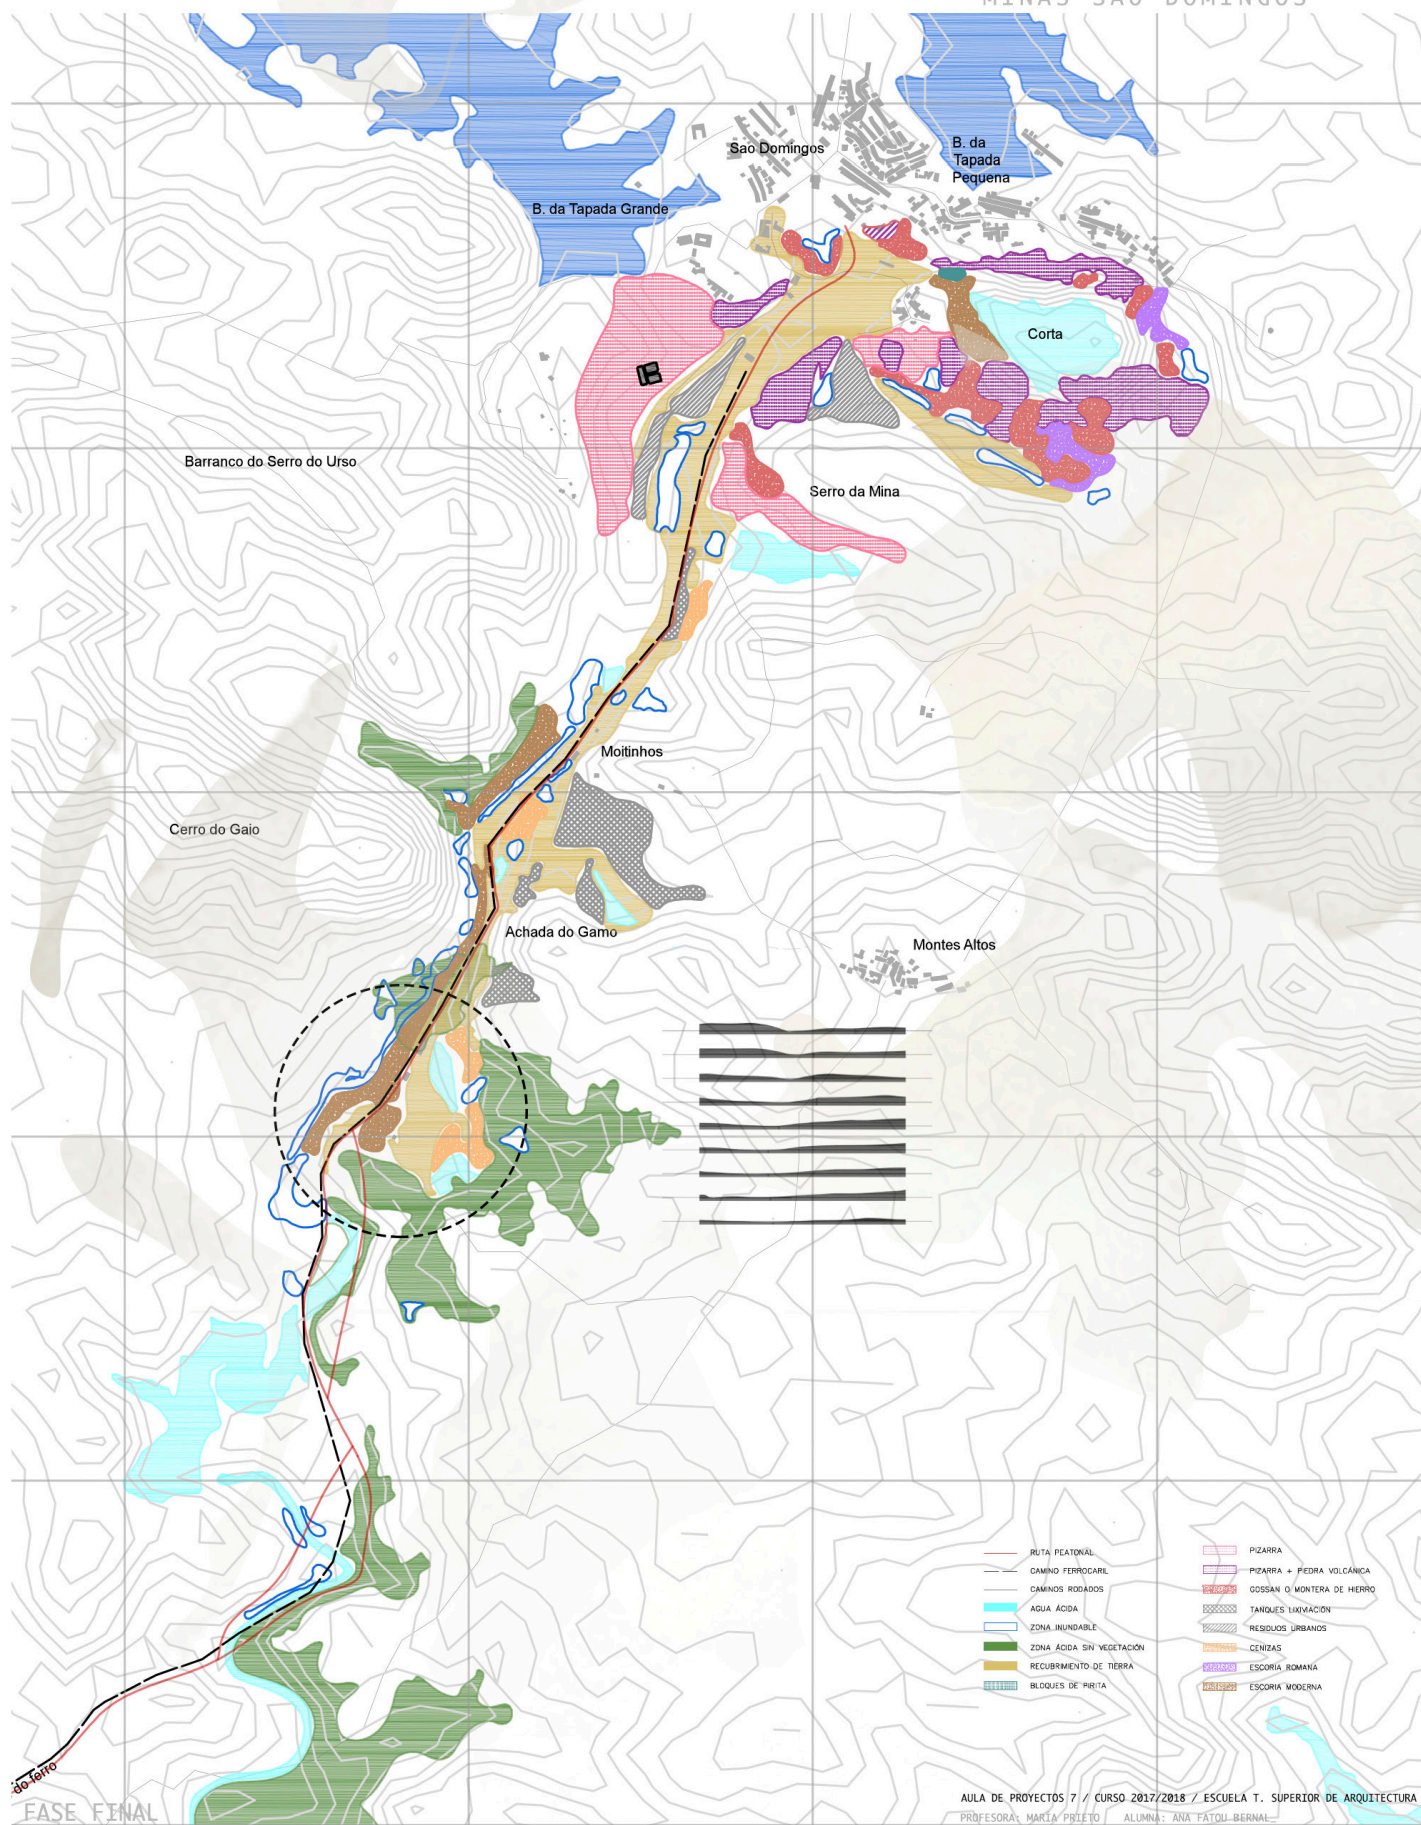 MINAS SAO DOMINGOS
Sao Domingos
B. da
Tapada
Pequena
B. da Tapada Grande
Corta
Barranco do Serro do Urso
Serro da Mina
Moitinhos
Cerro do Gaio
Achada do Gamo
Montes Altos
RUTA PEATONAL
CAMINO FERROCARIL
CAMINOS RODADOS
AGUA ÁCIDA
ZONA INUNDABLE
ZONA ÁCIDA SIN VEGETACIÓN
RECUBRIMIENTO DE TIERRA
BLOQUES DE PIRITA
PIZARRA
PIZARRA + PIEDRA VOLCÁNICA
GOSSAN O MONTERA DE HIERRO
TANQUES LIXIVIACIÓN
RESIDUOS URBANOS
CENIZAS
ESCORIA ROMANA
ESCORIA MODERNA
do ferro
FASE FINAL
AULA DE PROYECTOS 7 / CURSO 2017/2018 / ESCUELA T. SUPERIOR DE ARQUITECTURA
PROFESORA: MARIA PRIETO ALUMNA: ANA FATOU BERNAL_